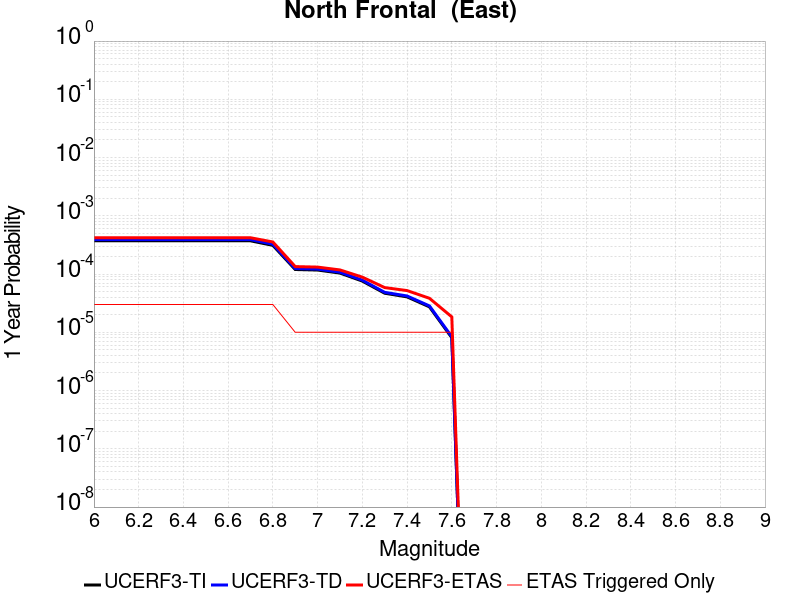 North Frontal  (East)
1 Year Probability
10^0
10^-1
10^-2
10^-3
10^-4
10^-5
10^-6
10^-7
10^-8
6 6.2 6.4 6.6 6.8 7 7.2 7.4 7.6 7.8 8 8.2 8.4 8.6 8.8 9
Magnitude
UCERF3-TI UCERF3-TD UCERF3-ETAS ETAS Triggered Only